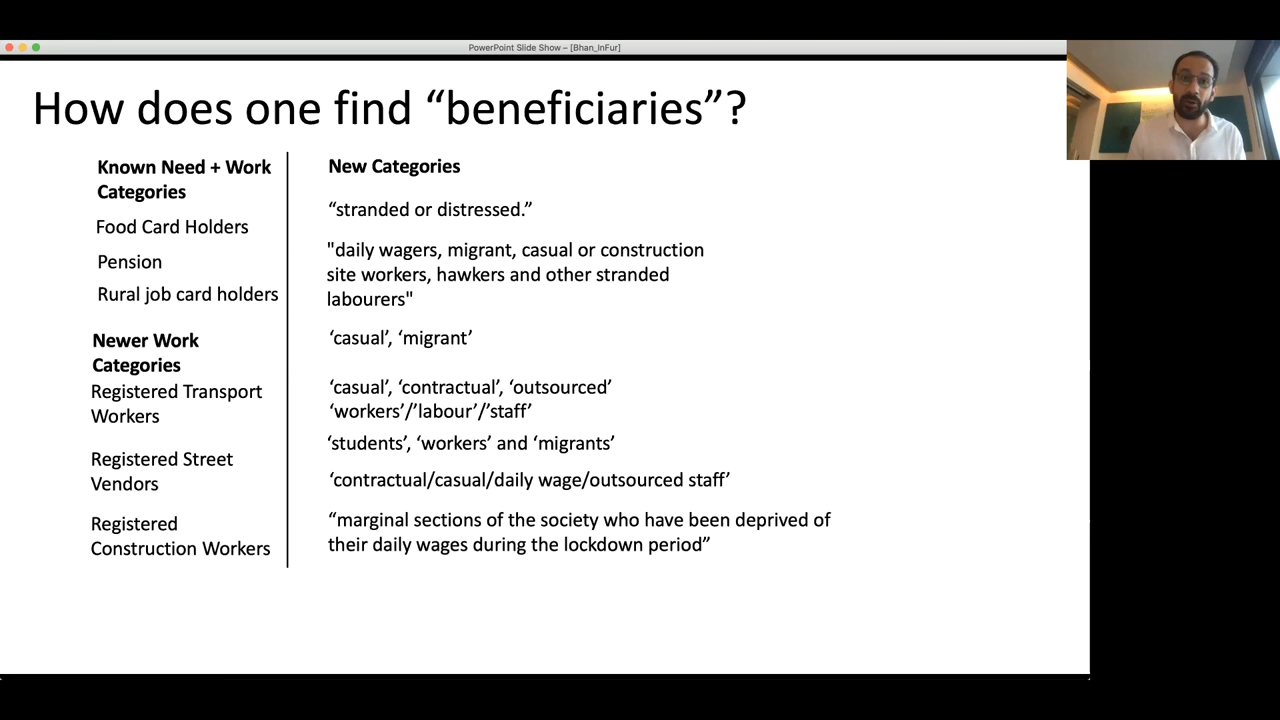 PowerPoint Slide Show – [Bhan_InFur]
How does one find “beneficiaries”?
Known Need + Work
Categories
Food Card Holders
Pension
Rural job card holders
Newer Work
Categories
Registered Transport
Workers
Registered Street
Vendors
Registered
Construction Workers
New Categories
“stranded or distressed.”
"daily wagers, migrant, casual or construction
site workers, hawkers and other stranded
labourers"
‘casual’, ‘migrant’
‘casual’, ‘contractual’, ‘outsourced’
‘workers’/’labour’/’staff’
‘students’, ‘workers’ and ‘migrants’
‘contractual/casual/daily wage/outsourced staff’
“marginal sections of the society who have been deprived of
their daily wages during the lockdown period”